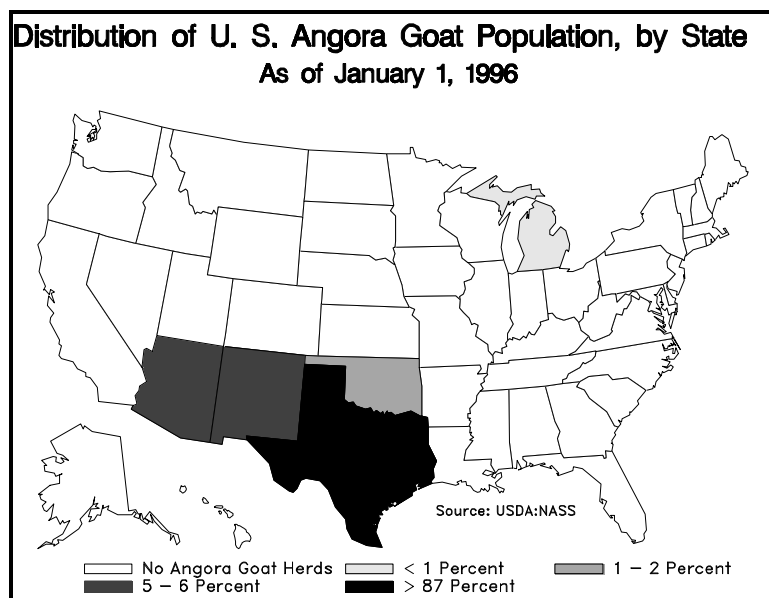 Distribution of U. S. Angora Goat Population, by State
As of January 1, 1996
Source: USDA:NASS
No Angora Goat Herds
< 1 Percent
1 – 2 Percent
5 – 6 Percent
> 87 Percent